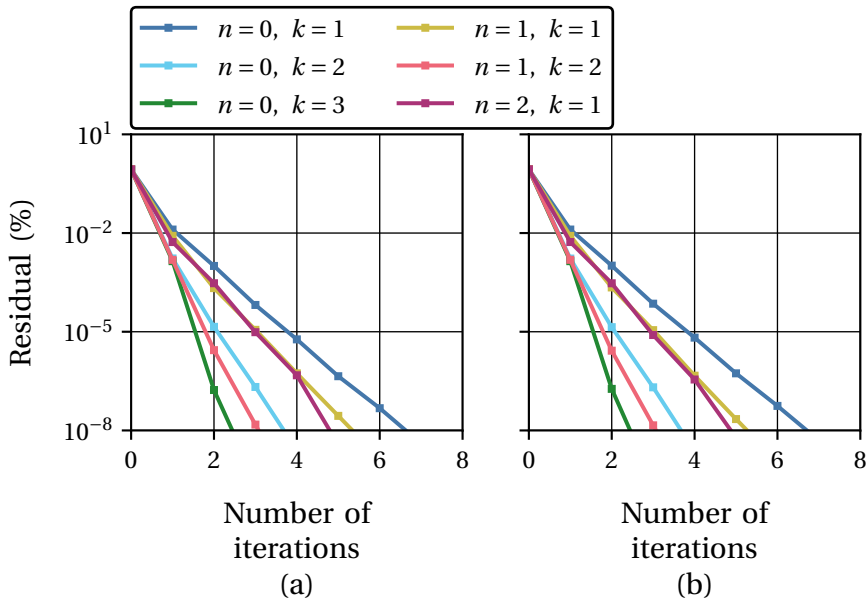 n = 0, k = 1
n = 0, k = 2
n = 0, k = 3
n = 1, k = 1
n = 1, k = 2
n = 2, k = 1
Residual (%)
10^1
10^-2
10^-5
10^-8
0 2 4 6 8
Number of
iterations
(a)
0 2 4 6 8
Number of
iterations
(b)